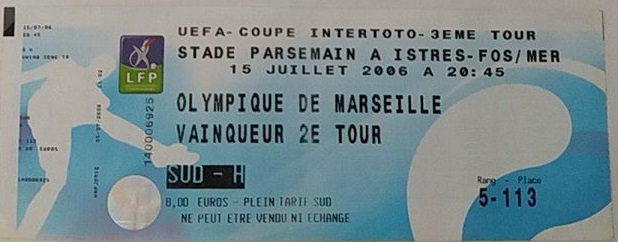 UEFA-COUPE INTERTOTO-3EME TOUR
STADE PARSEMAIN A ISTRES-FOS/MER
15 JUILLET 2006 A 20:45
LFP
OLYMPIQUE DE MARSEILLE
VAINQUEUR 2E TOUR
140006925
SUD - H
8,00 EUROS - PLEIN TARIF SUD
NE PEUT ETRE VENDU NI ECHANGE
Rang - Place
5-113